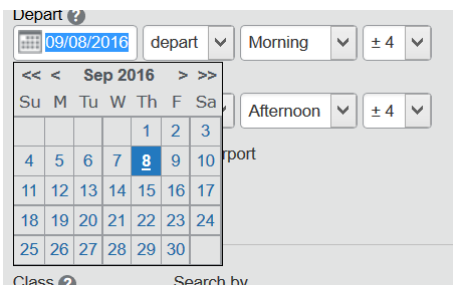 Depart ?
09/08/2016 depart Morning ± 4
<< < Sep 2016 > >>
Su M Tu W Th F Sa
1 2 3
Afternoon ± 4
4 5 6 7 8 9 10 rport
11 12 13 14 15 16 17
18 19 20 21 22 23 24
25 26 27 28 29 30
Class ? Search by